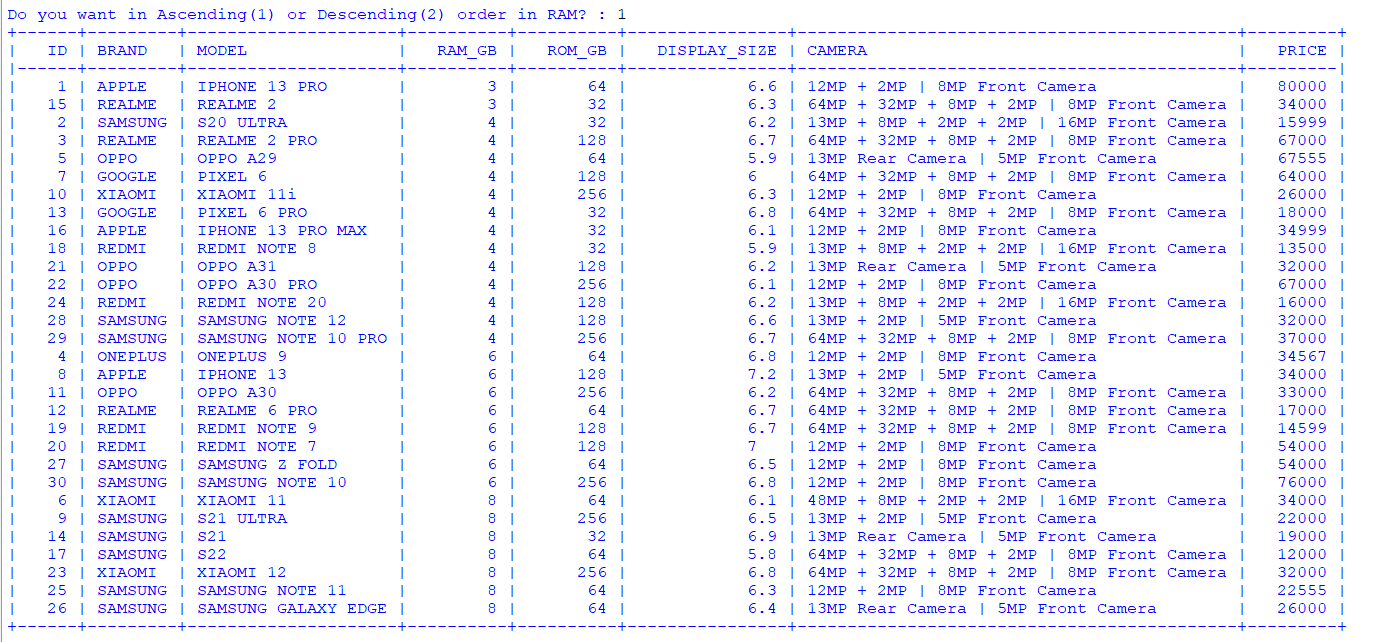 Do you want in Ascending(1) or Descending(2) order in RAM? : 1
+------+---------+---------------------+----------+----------+----------------+--------------------------------------------+---------+
|   ID | BRAND   | MODEL               |   RAM_GB |   ROM_GB |   DISPLAY_SIZE | CAMERA                                     |   PRICE |
|------+---------+---------------------+----------+----------+----------------+--------------------------------------------+---------|
|    1 | APPLE   | IPHONE 13 PRO       |        3 |       64 |            6.6 | 12MP + 2MP | 8MP Front Camera              |   80000 |
|   15 | REALME  | REALME 2            |        3 |       32 |            6.3 | 64MP + 32MP + 8MP + 2MP | 8MP Front Camera |   34000 |
|    2 | SAMSUNG | S20 ULTRA           |        4 |       32 |            6.2 | 13MP + 8MP + 2MP + 2MP | 16MP Front Camera |   15999 |
|    3 | REALME  | REALME 2 PRO        |        4 |      128 |            6.7 | 64MP + 32MP + 8MP + 2MP | 8MP Front Camera |   67000 |
|    5 | OPPO    | OPPO A29            |        4 |       64 |            5.9 | 13MP Rear Camera | 5MP Front Camera        |   67555 |
|    7 | GOOGLE  | PIXEL 6             |        4 |      128 |            6   | 64MP + 32MP + 8MP + 2MP | 8MP Front Camera |   64000 |
|   10 | XIAOMI  | XIAOMI 11i          |        4 |      256 |            6.3 | 12MP + 2MP | 8MP Front Camera              |   26000 |
|   13 | GOOGLE  | PIXEL 6 PRO         |        4 |       32 |            6.8 | 64MP + 32MP + 8MP + 2MP | 8MP Front Camera |   18000 |
|   16 | APPLE   | IPHONE 13 PRO MAX   |        4 |       32 |            6.1 | 12MP + 2MP | 8MP Front Camera              |   34999 |
|   18 | REDMI   | REDMI NOTE 8        |        4 |       32 |            5.9 | 13MP + 8MP + 2MP + 2MP | 16MP Front Camera |   13500 |
|   21 | OPPO    | OPPO A31            |        4 |      128 |            6.2 | 13MP Rear Camera | 5MP Front Camera        |   32000 |
|   22 | OPPO    | OPPO A30 PRO        |        4 |      256 |            6.1 | 12MP + 2MP | 8MP Front Camera              |   67000 |
|   24 | REDMI   | REDMI NOTE 20       |        4 |      128 |            6.2 | 13MP + 8MP + 2MP + 2MP | 16MP Front Camera |   16000 |
|   28 | SAMSUNG | SAMSUNG NOTE 12     |        4 |      128 |            6.6 | 13MP + 2MP | 5MP Front Camera              |   32000 |
|   29 | SAMSUNG | SAMSUNG NOTE 10 PRO |        4 |      256 |            6.7 | 64MP + 32MP + 8MP + 2MP | 8MP Front Camera |   37000 |
|    4 | ONEPLUS | ONEPLUS 9           |        6 |       64 |            6.8 | 12MP + 2MP | 8MP Front Camera              |   34567 |
|    8 | APPLE   | IPHONE 13           |        6 |      128 |            7.2 | 13MP + 2MP | 5MP Front Camera              |   34000 |
|   11 | OPPO    | OPPO A30            |        6 |      256 |            6.2 | 64MP + 32MP + 8MP + 2MP | 8MP Front Camera |   33000 |
|   12 | REALME  | REALME 6 PRO        |        6 |       64 |            6.7 | 64MP + 32MP + 8MP + 2MP | 8MP Front Camera |   17000 |
|   19 | REDMI   | REDMI NOTE 9        |        6 |      128 |            6.7 | 64MP + 32MP + 8MP + 2MP | 8MP Front Camera |   14599 |
|   20 | REDMI   | REDMI NOTE 7        |        6 |      128 |            7   | 12MP + 2MP | 8MP Front Camera              |   54000 |
|   27 | SAMSUNG | SAMSUNG Z FOLD      |        6 |       64 |            6.5 | 12MP + 2MP | 8MP Front Camera              |   54000 |
|   30 | SAMSUNG | SAMSUNG NOTE 10     |        6 |      256 |            6.8 | 12MP + 2MP | 8MP Front Camera              |   76000 |
|    6 | XIAOMI  | XIAOMI 11           |        8 |       64 |            6.1 | 48MP + 8MP + 2MP + 2MP | 16MP Front Camera |   34000 |
|    9 | SAMSUNG | S21 ULTRA           |        8 |      256 |            6.5 | 13MP + 2MP | 5MP Front Camera              |   22000 |
|   14 | SAMSUNG | S21                 |        8 |       32 |            6.9 | 13MP Rear Camera | 5MP Front Camera        |   19000 |
|   17 | SAMSUNG | S22                 |        8 |       64 |            5.8 | 64MP + 32MP + 8MP + 2MP | 8MP Front Camera |   12000 |
|   23 | XIAOMI  | XIAOMI 12           |        8 |      256 |            6.8 | 64MP + 32MP + 8MP + 2MP | 8MP Front Camera |   32000 |
|   25 | SAMSUNG | SAMSUNG NOTE 11     |        8 |       64 |            6.3 | 12MP + 2MP | 8MP Front Camera              |   22555 |
|   26 | SAMSUNG | SAMSUNG GALAXY EDGE |        8 |       64 |            6.4 | 13MP Rear Camera | 5MP Front Camera        |   26000 |
+------+---------+---------------------+----------+----------+----------------+--------------------------------------------+---------+